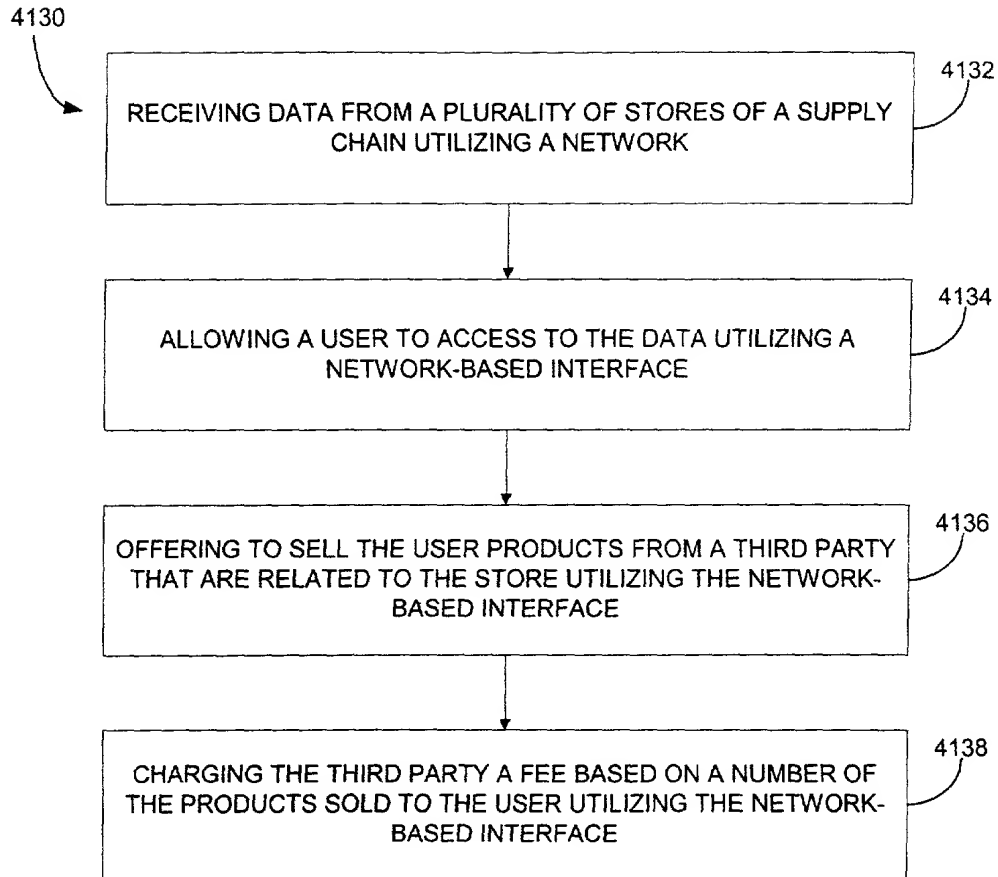 4130
4132
RECEIVING DATA FROM A PLURALITY OF STORES OF A SUPPLY
CHAIN UTILIZING A NETWORK
4134
ALLOWING A USER TO ACCESS TO THE DATA UTILIZING A
NETWORK-BASED INTERFACE
4136
OFFERING TO SELL THE USER PRODUCTS FROM A THIRD PARTY
THAT ARE RELATED TO THE STORE UTILIZING THE NETWORK-
BASED INTERFACE
4138
CHARGING THE THIRD PARTY A FEE BASED ON A NUMBER OF
THE PRODUCTS SOLD TO THE USER UTILIZING THE NETWORK-
BASED INTERFACE